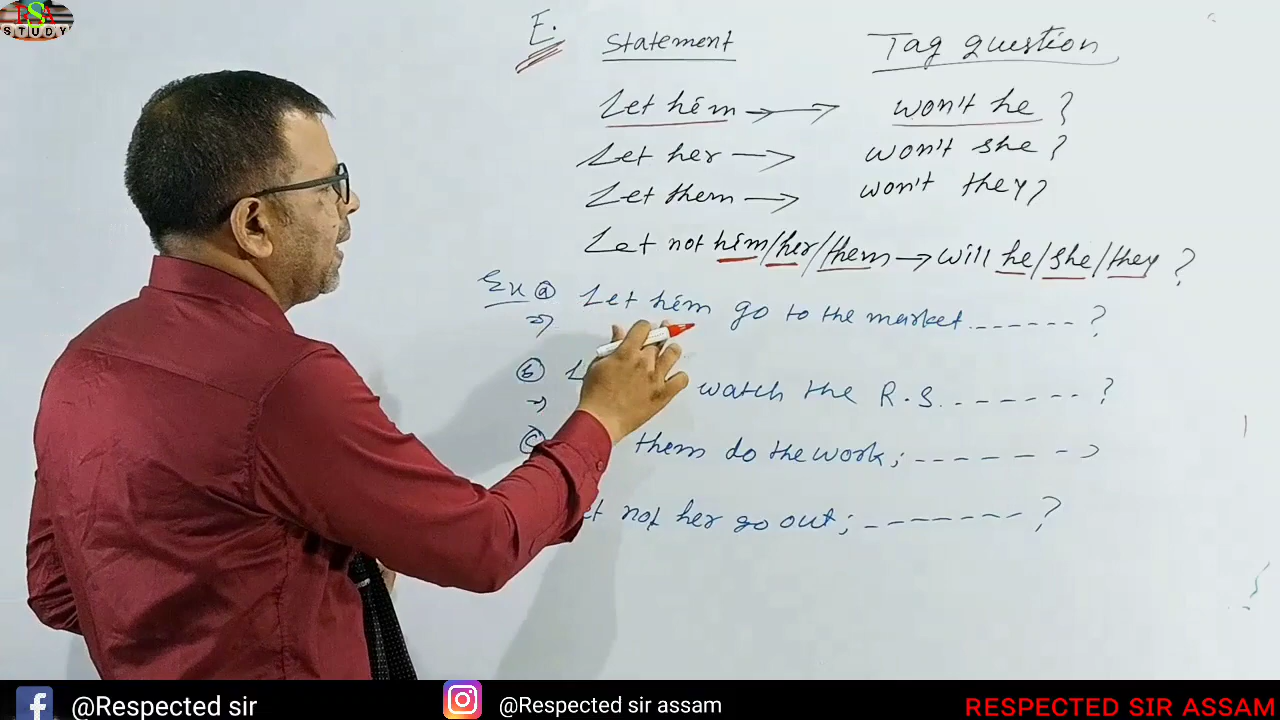 RSA
STUDY
E. Statement Tag question
Let him → won't he ?
Let her → won't she ?
Let them → won't they ?
Let not him/her/them → will he/she/they ?
Ex (a) Let him go to the market ------ ?
(b) watch the R.S. ------- ?
(c) them do the work; ------
not her go out; ------- ?
@Respected sir
@Respected sir assam
RESPECTED SIR ASSAM